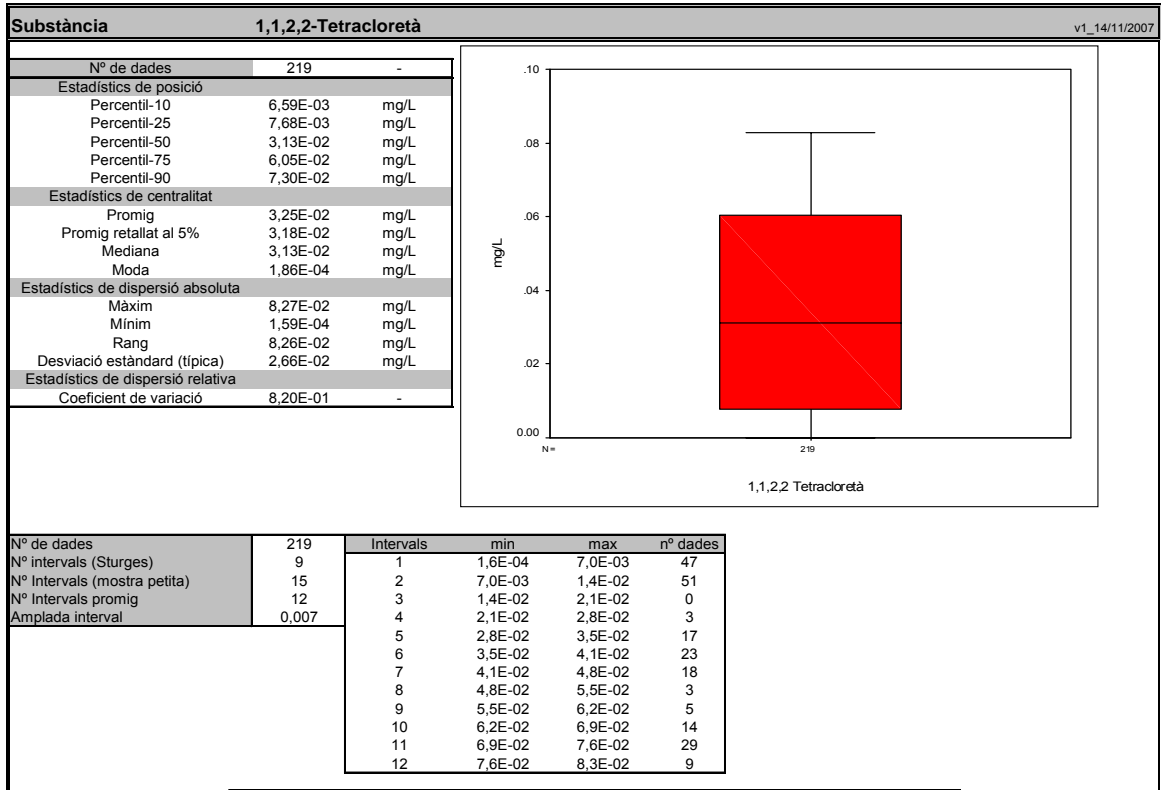 Substància 1,1,2,2-Tetracloretà v1_14/11/2007
Nº de dades 219 -
Estadístics de posició
Percentil-10 6,59E-03 mg/L
Percentil-25 7,68E-03 mg/L
Percentil-50 3,13E-02 mg/L
Percentil-75 6,05E-02 mg/L
Percentil-90 7,30E-02 mg/L
Estadístics de centralitat
Promig 3,25E-02 mg/L
Promig retallat al 5% 3,18E-02 mg/L
Mediana 3,13E-02 mg/L
Moda 1,86E-04 mg/L
Estadístics de dispersió absoluta
Màxim 8,27E-02 mg/L
Mínim 1,59E-04 mg/L
Rang 8,26E-02 mg/L
Desviació estàndard (típica) 2,66E-02 mg/L
Estadístics de dispersió relativa
Coeficient de variació 8,20E-01 -
mg/L
.10
.08
.06
.04
.02
0.00
N = 219
1,1,2,2 Tetracloretà
Nº de dades 219
Nº intervals (Sturges) 9
Nº Intervals (mostra petita) 15
Nº Intervals promig 12
Amplada interval 0,007
Intervals min max nº dades
1 1,6E-04 7,0E-03 47
2 7,0E-03 1,4E-02 51
3 1,4E-02 2,1E-02 0
4 2,1E-02 2,8E-02 3
5 2,8E-02 3,5E-02 17
6 3,5E-02 4,1E-02 23
7 4,1E-02 4,8E-02 18
8 4,8E-02 5,5E-02 3
9 5,5E-02 6,2E-02 5
10 6,2E-02 6,9E-02 14
11 6,9E-02 7,6E-02 29
12 7,6E-02 8,3E-02 9